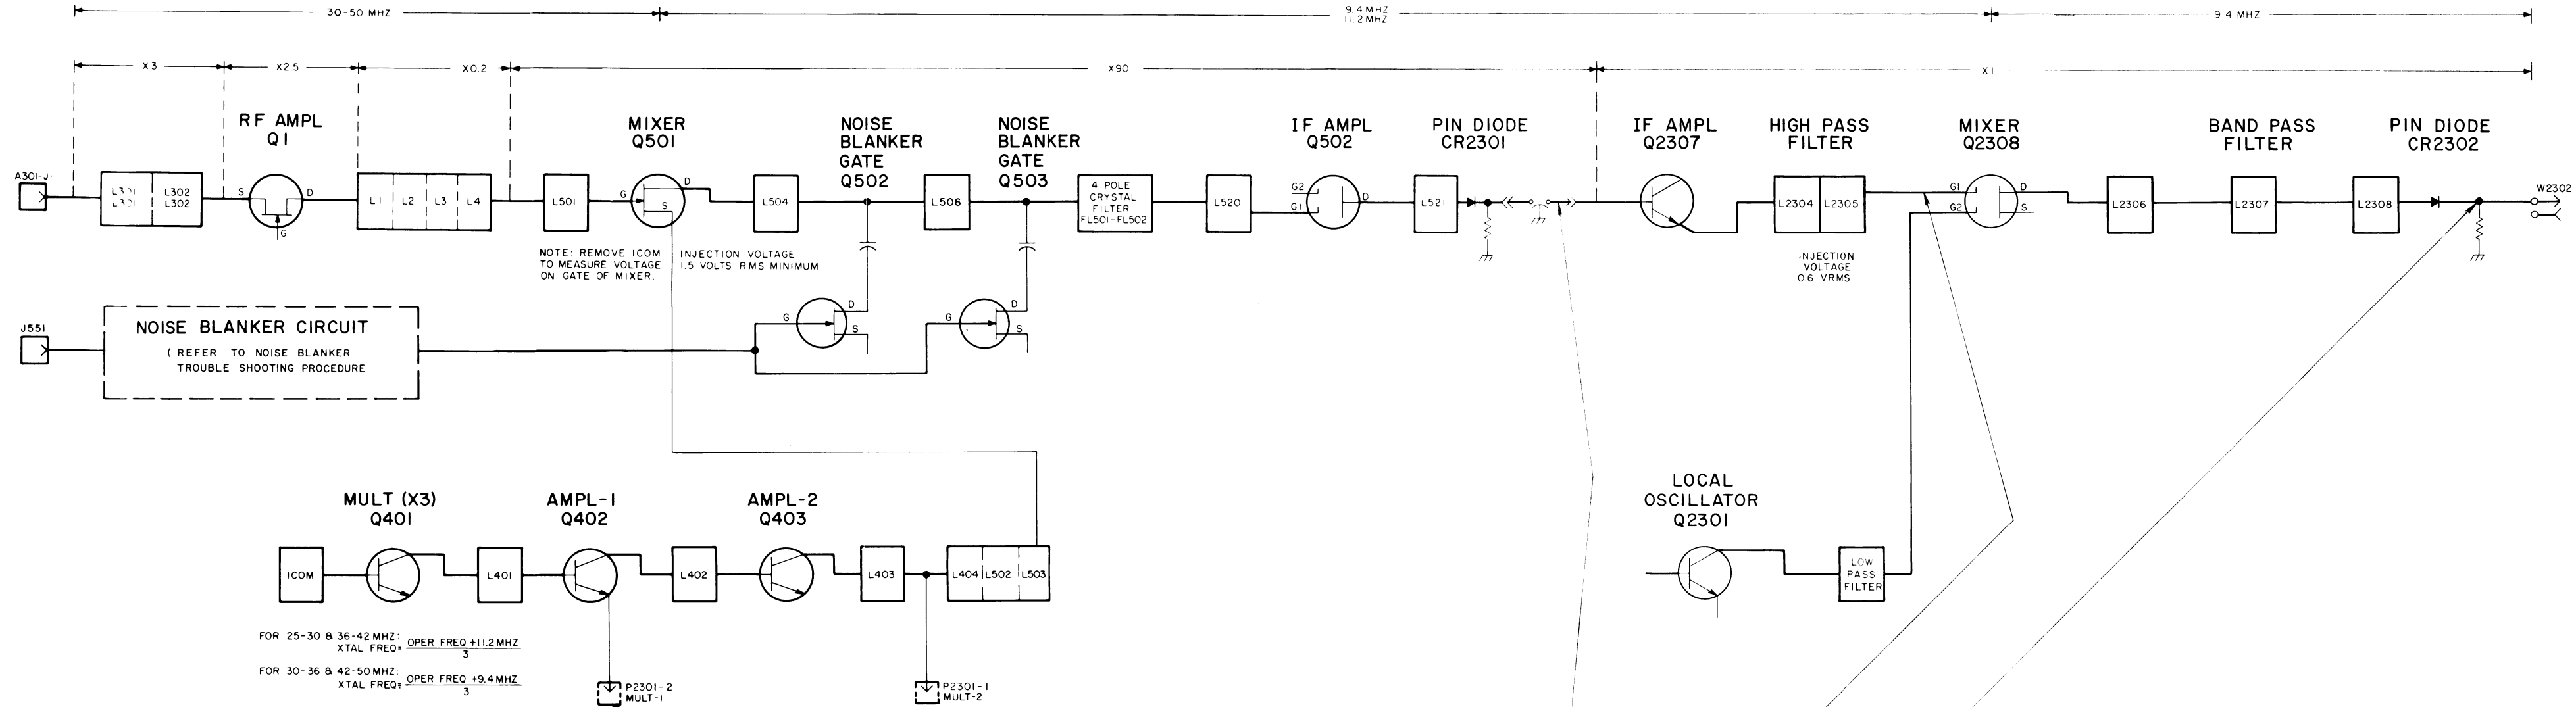 30-50 MHZ
9.4 MHZ
11.2 MHZ
9.4 MHZ
X3
X2.5
X0.2
X90
X1
RF AMPL
Q1
MIXER
Q501
NOISE
BLANKER
GATE
Q502
NOISE
BLANKER
GATE
Q503
IF AMPL
Q502
PIN DIODE
CR2301
IF AMPL
Q2307
HIGH PASS
FILTER
MIXER
Q2308
BAND PASS
FILTER
PIN DIODE
CR2302
A301-J
L301
L301
L302
L302
S
D
G
L1
L2
L3
L4
L501
G
D
S
L504
L506
4 POLE
CRYSTAL
FILTER
FL501-FL502
L520
G2
G1
D
L521
L2304
L2305
G1
G2
D
S
L2306
L2307
L2308
W2302
NOTE: REMOVE ICOM
TO MEASURE VOLTAGE
ON GATE OF MIXER.
INJECTION VOLTAGE
1.5 VOLTS RMS MINIMUM
INJECTION
VOLTAGE
0.6 VRMS
J551
NOISE BLANKER CIRCUIT
( REFER TO NOISE BLANKER
TROUBLE SHOOTING PROCEDURE
G
D
S
G
D
S
MULT (X3)
Q401
AMPL-1
Q402
AMPL-2
Q403
LOCAL
OSCILLATOR
Q2301
ICOM
L401
L402
L403
L404
L502
L503
LOW
PASS
FILTER
FOR 25-30 & 36-42 MHZ:
XTAL FREQ= OPER FREQ +11.2 MHZ
3
FOR 30-36 & 42-50 MHZ:
XTAL FREQ= OPER FREQ +9.4 MHZ
3
P2301-2
MULT-1
P2301-1
MULT-2